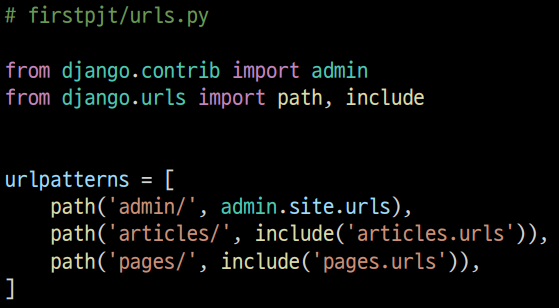 # firstpjt/urls.py
from django.contrib import admin
from django.urls import path, include
urlpatterns = [
    path('admin/', admin.site.urls),
    path('articles/', include('articles.urls')),
    path('pages/', include('pages.urls')),
]